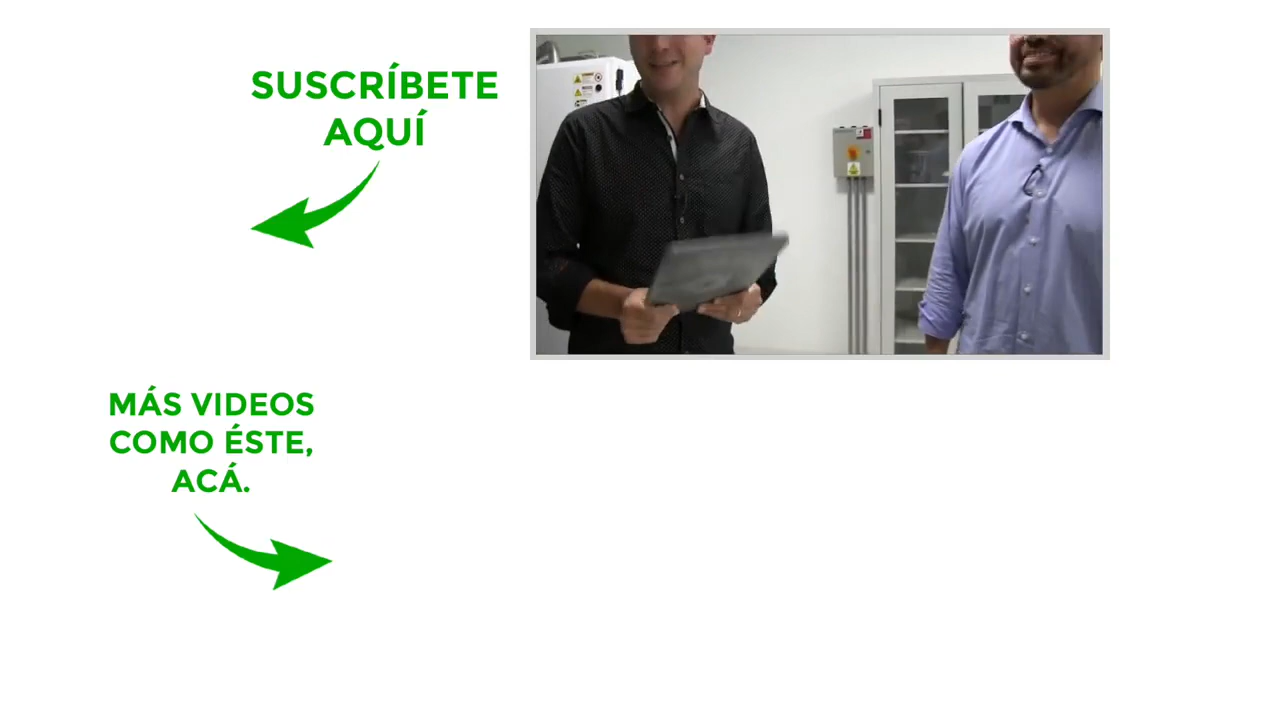 SUSCRÍBETE
AQUÍ
MÁS VIDEOS
COMO ÉSTE,
ACÁ.